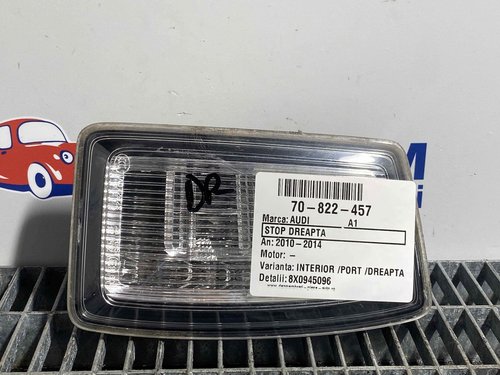 DR
70-822-457
Marca: AUDI A1
STOP DREAPTA
An: 2010-2014
Motor: -
Varianta: INTERIOR /PORT /DREAPTA
Detalii: 8X0945096